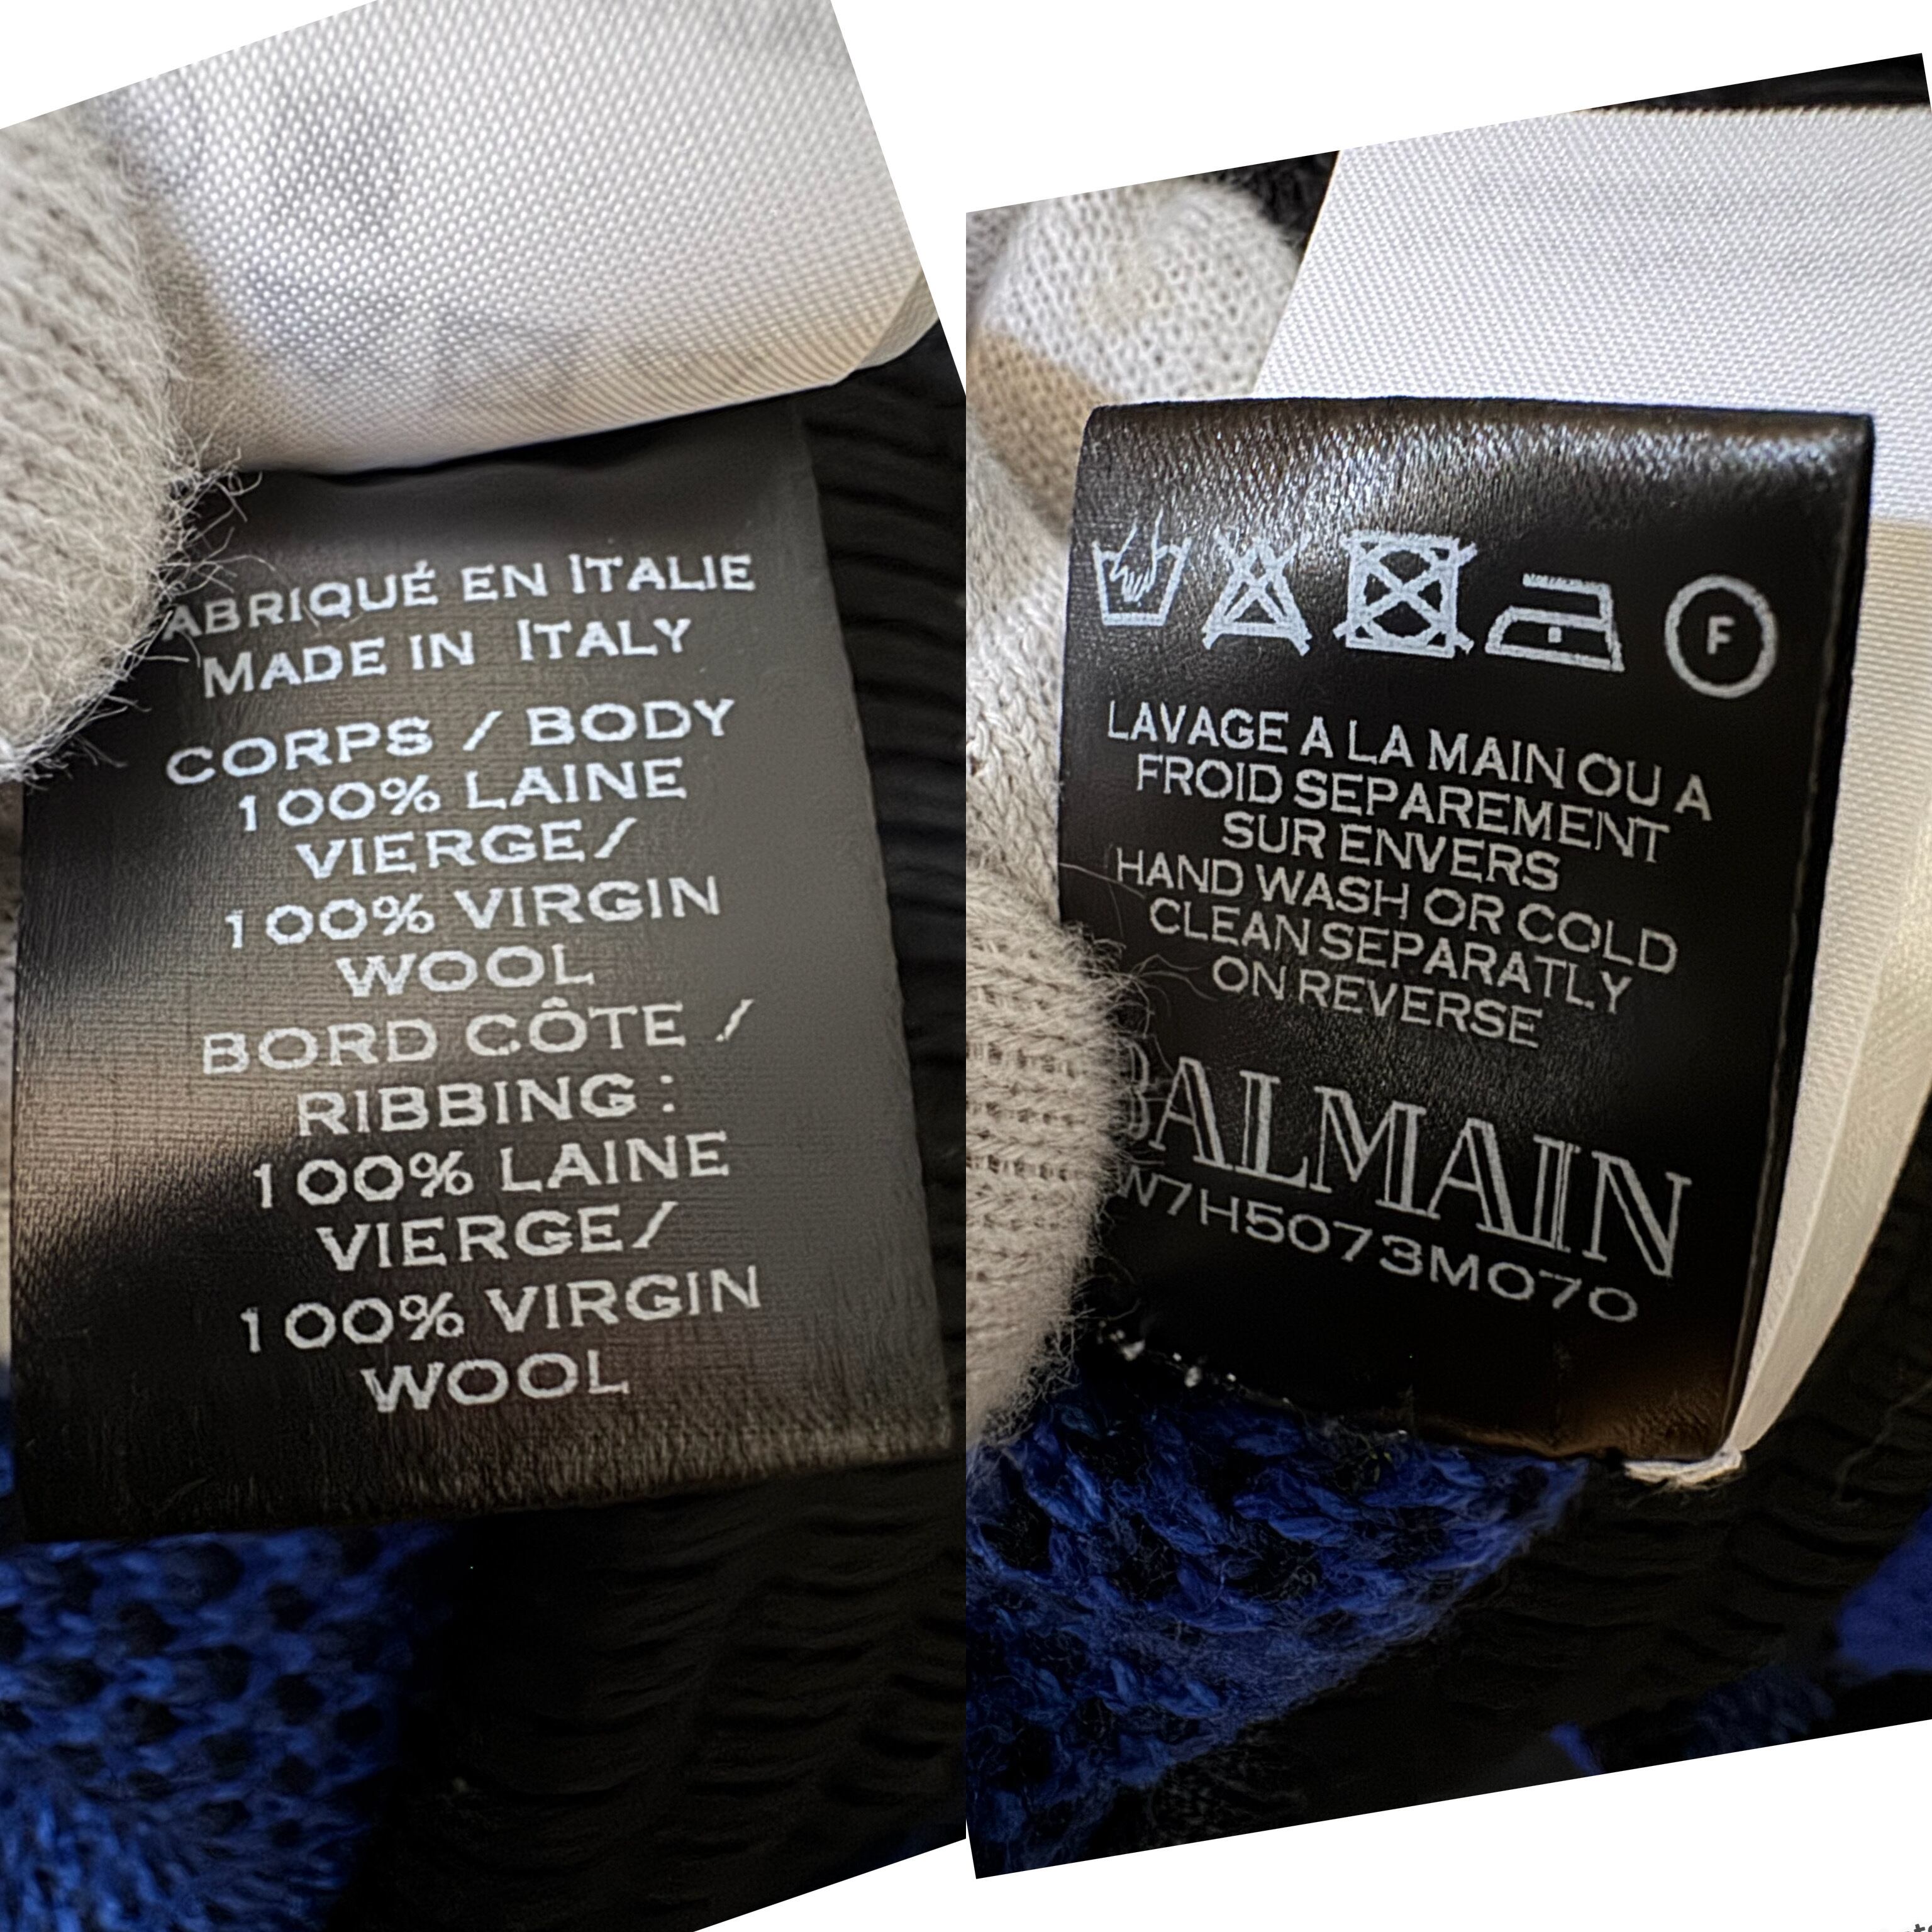 ABRIQUÉ EN ITALIE
MADE IN ITALY
CORPS / BODY
100% LAINE
VIERGE/
100% VIRGIN
WOOL
BORD CÔTE /
RIBBING :
100% LAINE
VIERGE/
100% VIRGIN
WOOL
F
LAVAGE A LA MAIN OU A
FROID SEPAREMENT
SUR ENVERS
HAND WASH OR COLD
CLEAN SEPARATLY
ON REVERSE
BALMAIN
W7H5073M070